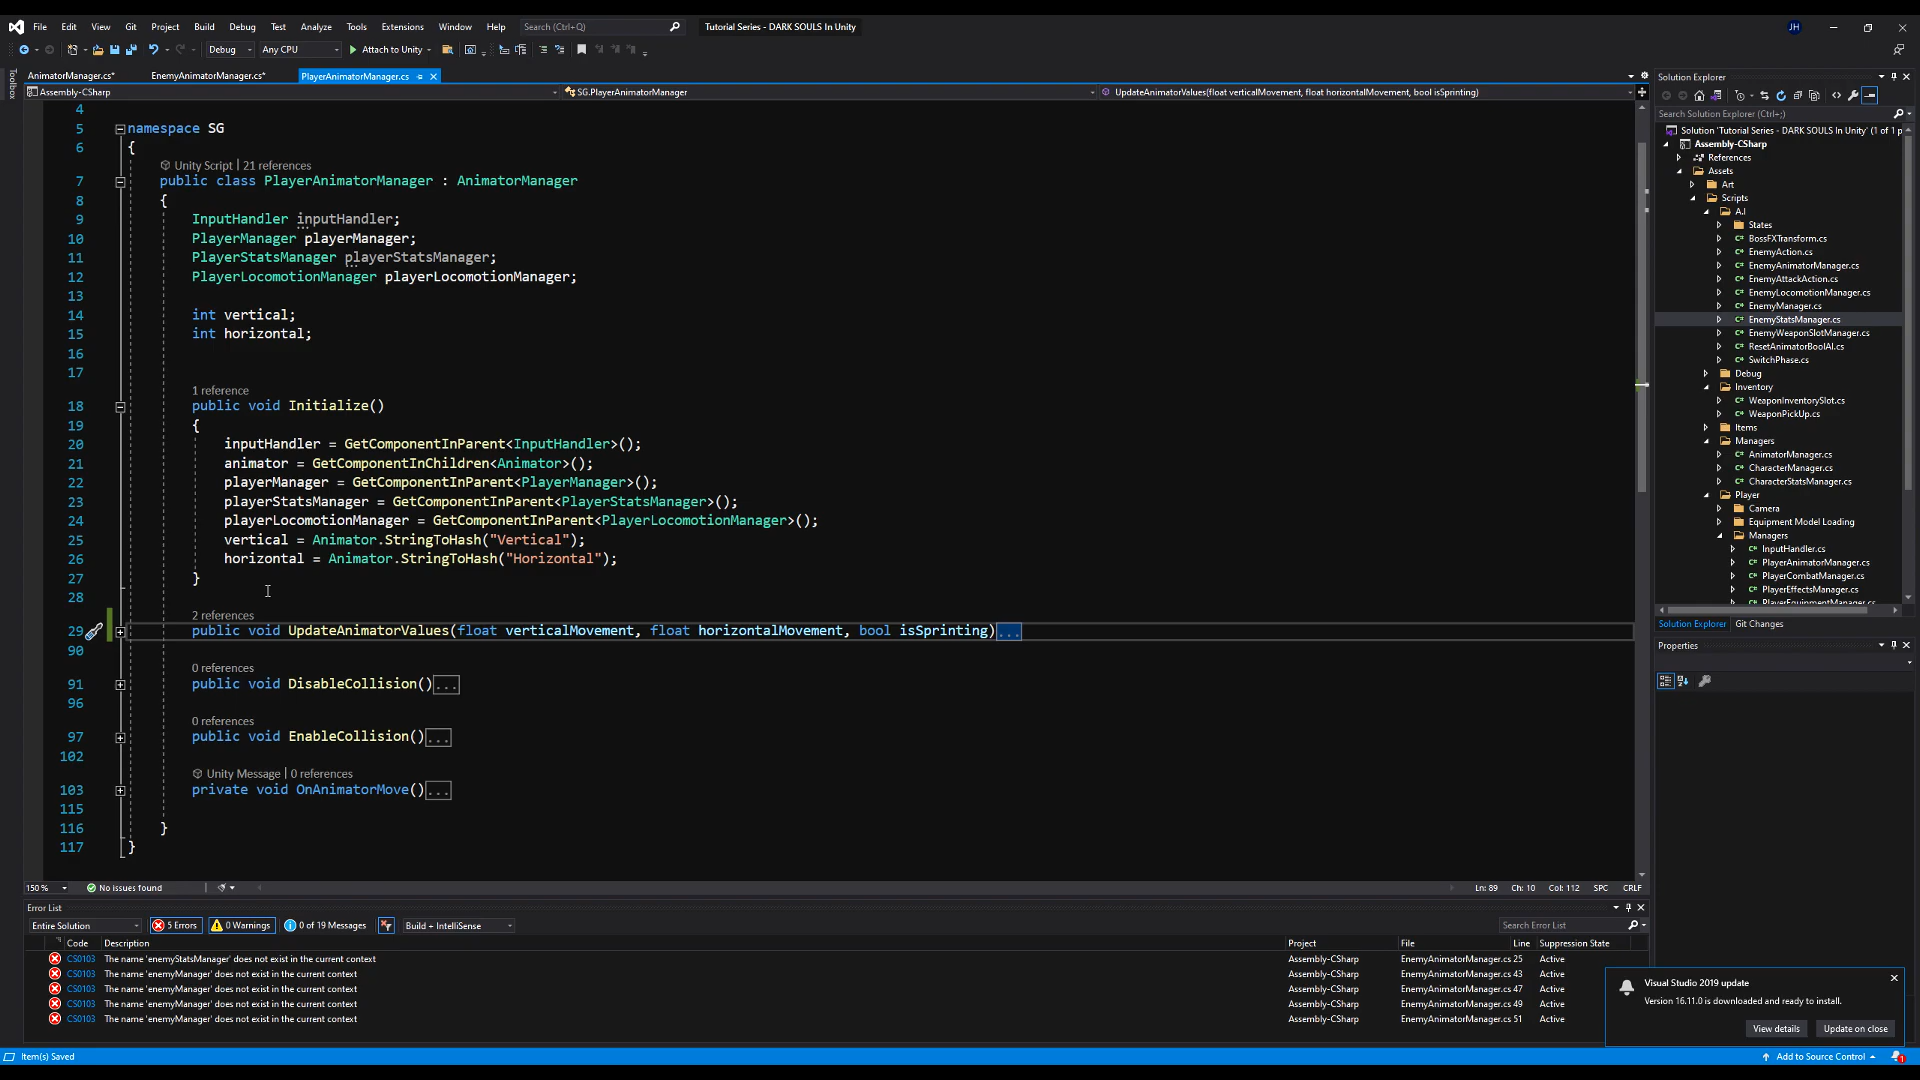 File Edit View Git Project Build Debug Test Analyze Tools Extensions Window Help Search (Ctrl+Q) Tutorial Series - DARK SOULS In Unity JH
Debug Any CPU Attach to Unity
Toolbox
AnimatorManager.cs* EnemyAnimatorManager.cs* PlayerAnimatorManager.cs
Assembly-CSharp SG.PlayerAnimatorManager UpdateAnimatorValues(float verticalMovement, float horizontalMovement, bool isSprinting)
4
5 namespace SG
6 {
Unity Script | 21 references
7 public class PlayerAnimatorManager : AnimatorManager
8 {
9 InputHandler inputHandler;
10 PlayerManager playerManager;
11 PlayerStatsManager playerStatsManager;
12 PlayerLocomotionManager playerLocomotionManager;
13
14 int vertical;
15 int horizontal;
16
17
1 reference
18 public void Initialize()
19 {
20 inputHandler = GetComponentInParent<InputHandler>();
21 animator = GetComponentInChildren<Animator>();
22 playerManager = GetComponentInParent<PlayerManager>();
23 playerStatsManager = GetComponentInParent<PlayerStatsManager>();
24 playerLocomotionManager = GetComponentInParent<PlayerLocomotionManager>();
25 vertical = Animator.StringToHash("Vertical");
26 horizontal = Animator.StringToHash("Horizontal");
27 }
28
2 references
29 public void UpdateAnimatorValues(float verticalMovement, float horizontalMovement, bool isSprinting)...
90
0 references
91 public void DisableCollision()...
96
0 references
97 public void EnableCollision()...
102
Unity Message | 0 references
103 private void OnAnimatorMove()...
115
116 }
117 }
150 % No issues found Ln: 89 Ch: 10 Col: 112 SPC CRLF
Error List
Entire Solution 5 Errors 0 Warnings 0 of 19 Messages Build + IntelliSense Search Error List
Code Description Project File Line Suppression State
CS0103 The name 'enemyStatsManager' does not exist in the current context Assembly-CSharp EnemyAnimatorManager.cs 25 Active
CS0103 The name 'enemyManager' does not exist in the current context Assembly-CSharp EnemyAnimatorManager.cs 43 Active
CS0103 The name 'enemyManager' does not exist in the current context Assembly-CSharp EnemyAnimatorManager.cs 47 Active
CS0103 The name 'enemyManager' does not exist in the current context Assembly-CSharp EnemyAnimatorManager.cs 49 Active
CS0103 The name 'enemyManager' does not exist in the current context Assembly-CSharp EnemyAnimatorManager.cs 51 Active
Solution Explorer
Search Solution Explorer (Ctrl+;)
Solution 'Tutorial Series - DARK SOULS In Unity' (1 of 1 p
Assembly-CSharp
References
Assets
Art
Scripts
A.I
States
BossFXTransform.cs
EnemyAction.cs
EnemyAnimatorManager.cs
EnemyAttackAction.cs
EnemyLocomotionManager.cs
EnemyManager.cs
EnemyStatsManager.cs
EnemyWeaponSlotManager.cs
ResetAnimatorBoolAI.cs
SwitchPhase.cs
Debug
Inventory
WeaponInventorySlot.cs
WeaponPickUp.cs
Items
Managers
AnimatorManager.cs
CharacterManager.cs
CharacterStatsManager.cs
Player
Camera
Equipment Model Loading
Managers
InputHandler.cs
PlayerAnimatorManager.cs
PlayerCombatManager.cs
PlayerEffectsManager.cs
PlayerEquipmentManager.cs
Solution Explorer Git Changes
Properties
Visual Studio 2019 update
Version 16.11.0 is downloaded and ready to install.
View details Update on close
Item(s) Saved Add to Source Control 1